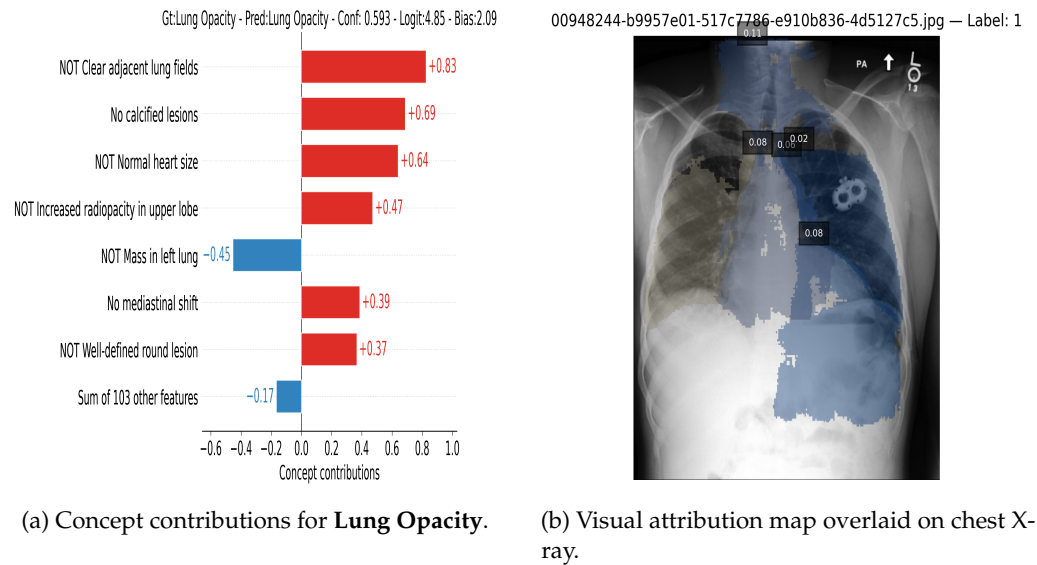 Gt:Lung Opacity - Pred:Lung Opacity - Conf: 0.593 - Logit:4.85 - Bias:2.09
NOT Clear adjacent lung fields +0.83
No calcified lesions +0.69
NOT Normal heart size +0.64
NOT Increased radiopacity in upper lobe +0.47
NOT Mass in left lung −0.45
No mediastinal shift +0.39
NOT Well-defined round lesion +0.37
Sum of 103 other features −0.17
−0.6 −0.4 −0.2 0.0 0.2 0.4 0.6 0.8 1.0
Concept contributions
(a) Concept contributions for Lung Opacity.
00948244-b9957e01-517c7786-e910b836-4d5127c5.jpg — Label: 1
0.11
PA
L
0.08 0.02
0.08
(b) Visual attribution map overlaid on chest X-
ray.